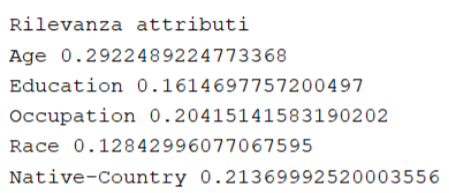 Rilevanza attributi
Age 0.2922489224773368
Education 0.1614697757200497
Occupation 0.20415141583190202
Race 0.12842996077067595
Native-Country 0.21369992520003556